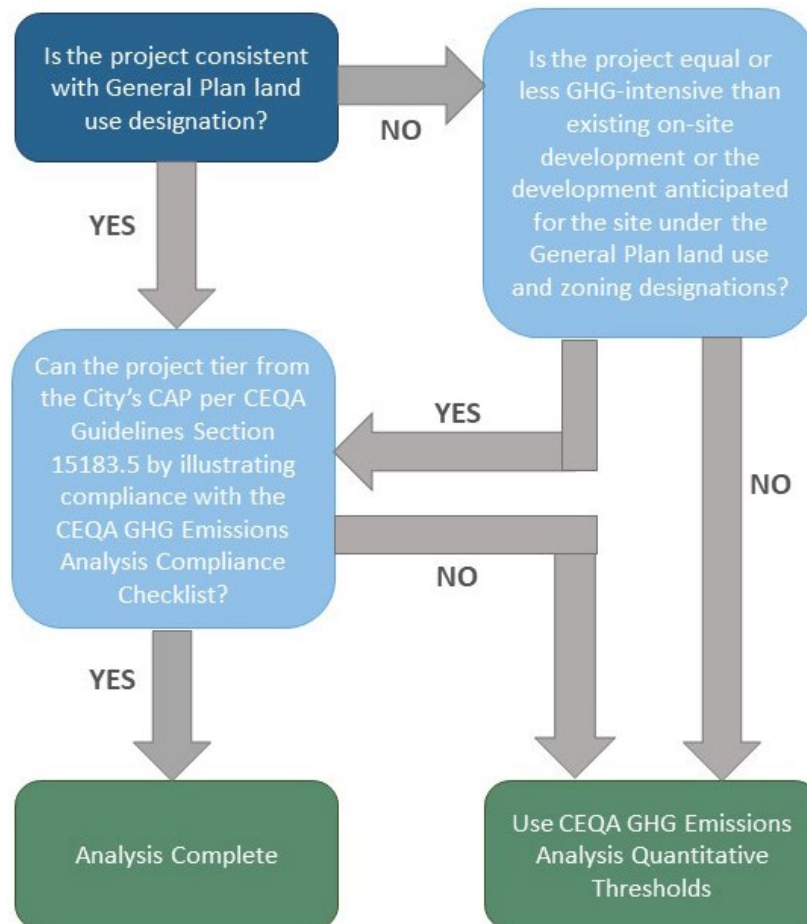 Is the project consistent
with General Plan land
use designation?
NO
Is the project equal or
less GHG-intensive than
existing on-site
development or the
development anticipated
for the site under the
General Plan land use
and zoning designations?
YES
Can the project tier from
the City's CAP per CEQA
Guidelines Section
15183.5 by illustrating
compliance with the
CEQA GHG Emissions
Analysis Compliance
Checklist?
YES
NO
NO
YES
Analysis Complete
Use CEQA GHG Emissions
Analysis Quantitative
Thresholds